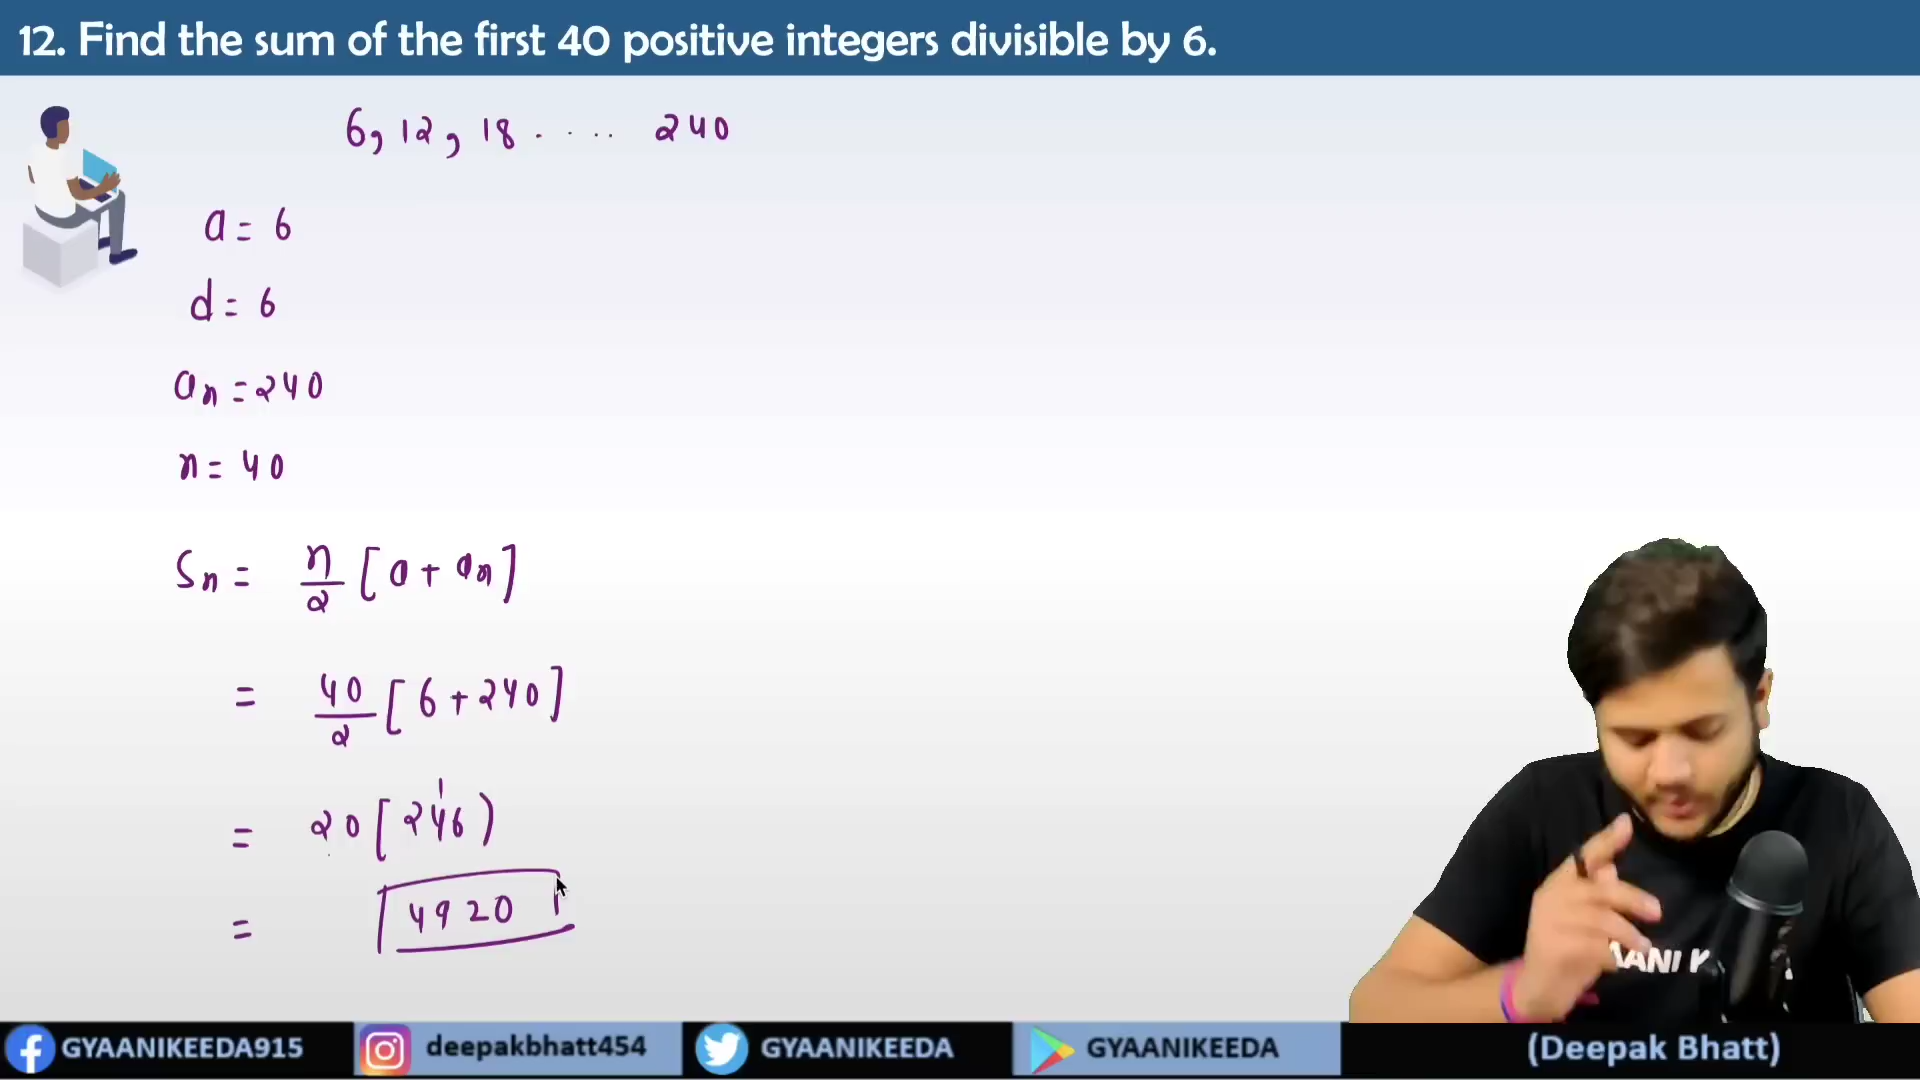 12. Find the sum of the first 40 positive integers divisible by 6.
6, 12, 18 ..... 240
a = 6
d = 6
an = 240
n = 40
Sn = n/2 [a + an]
= 40/2 [6 + 240]
= 20 [246)
1
= 4920
AANI K
GYAANIKEEDA915
deepakbhatt454
GYAANIKEEDA
GYAANIKEEDA
(Deepak Bhatt)